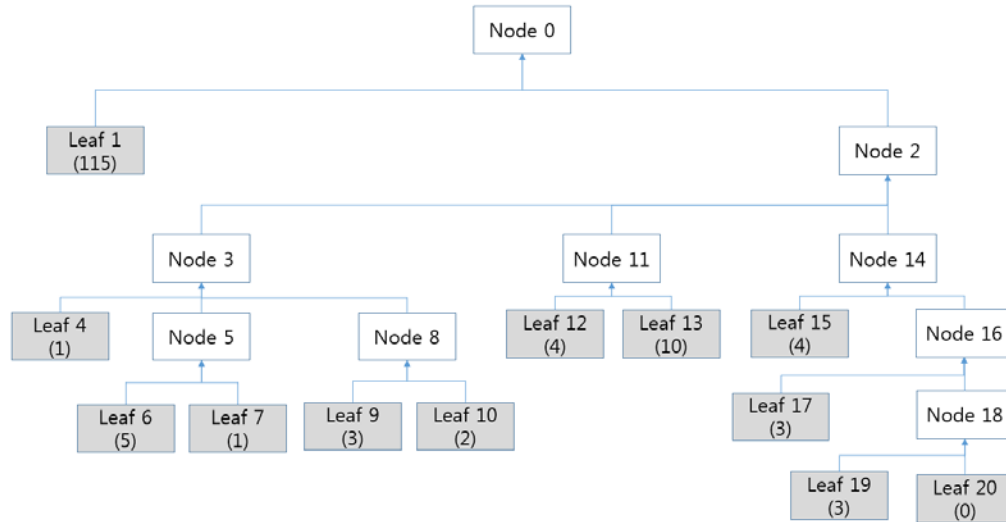 Node 0
Leaf 1
(115)
Node 2
Node 3
Node 11
Node 14
Leaf 4
(1)
Node 5
Node 8
Leaf 12
(4)
Leaf 13
(10)
Leaf 15
(4)
Node 16
Leaf 6
(5)
Leaf 7
(1)
Leaf 9
(3)
Leaf 10
(2)
Leaf 17
(3)
Node 18
Leaf 19
(3)
Leaf 20
(0)